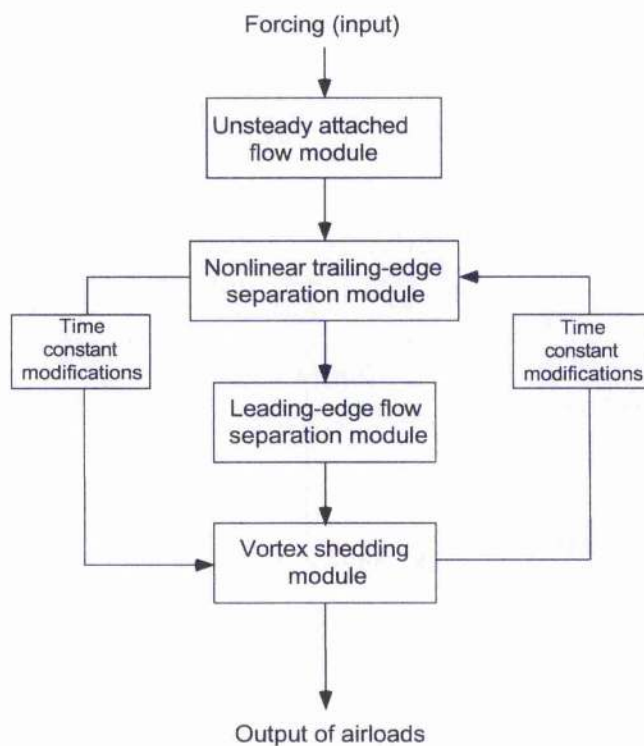 Forcing (input)
Unsteady attached
flow module
Nonlinear trailing-edge
separation module
Time
constant
modifications
Time
constant
modifications
Leading-edge flow
separation module
Vortex shedding
module
Output of airloads